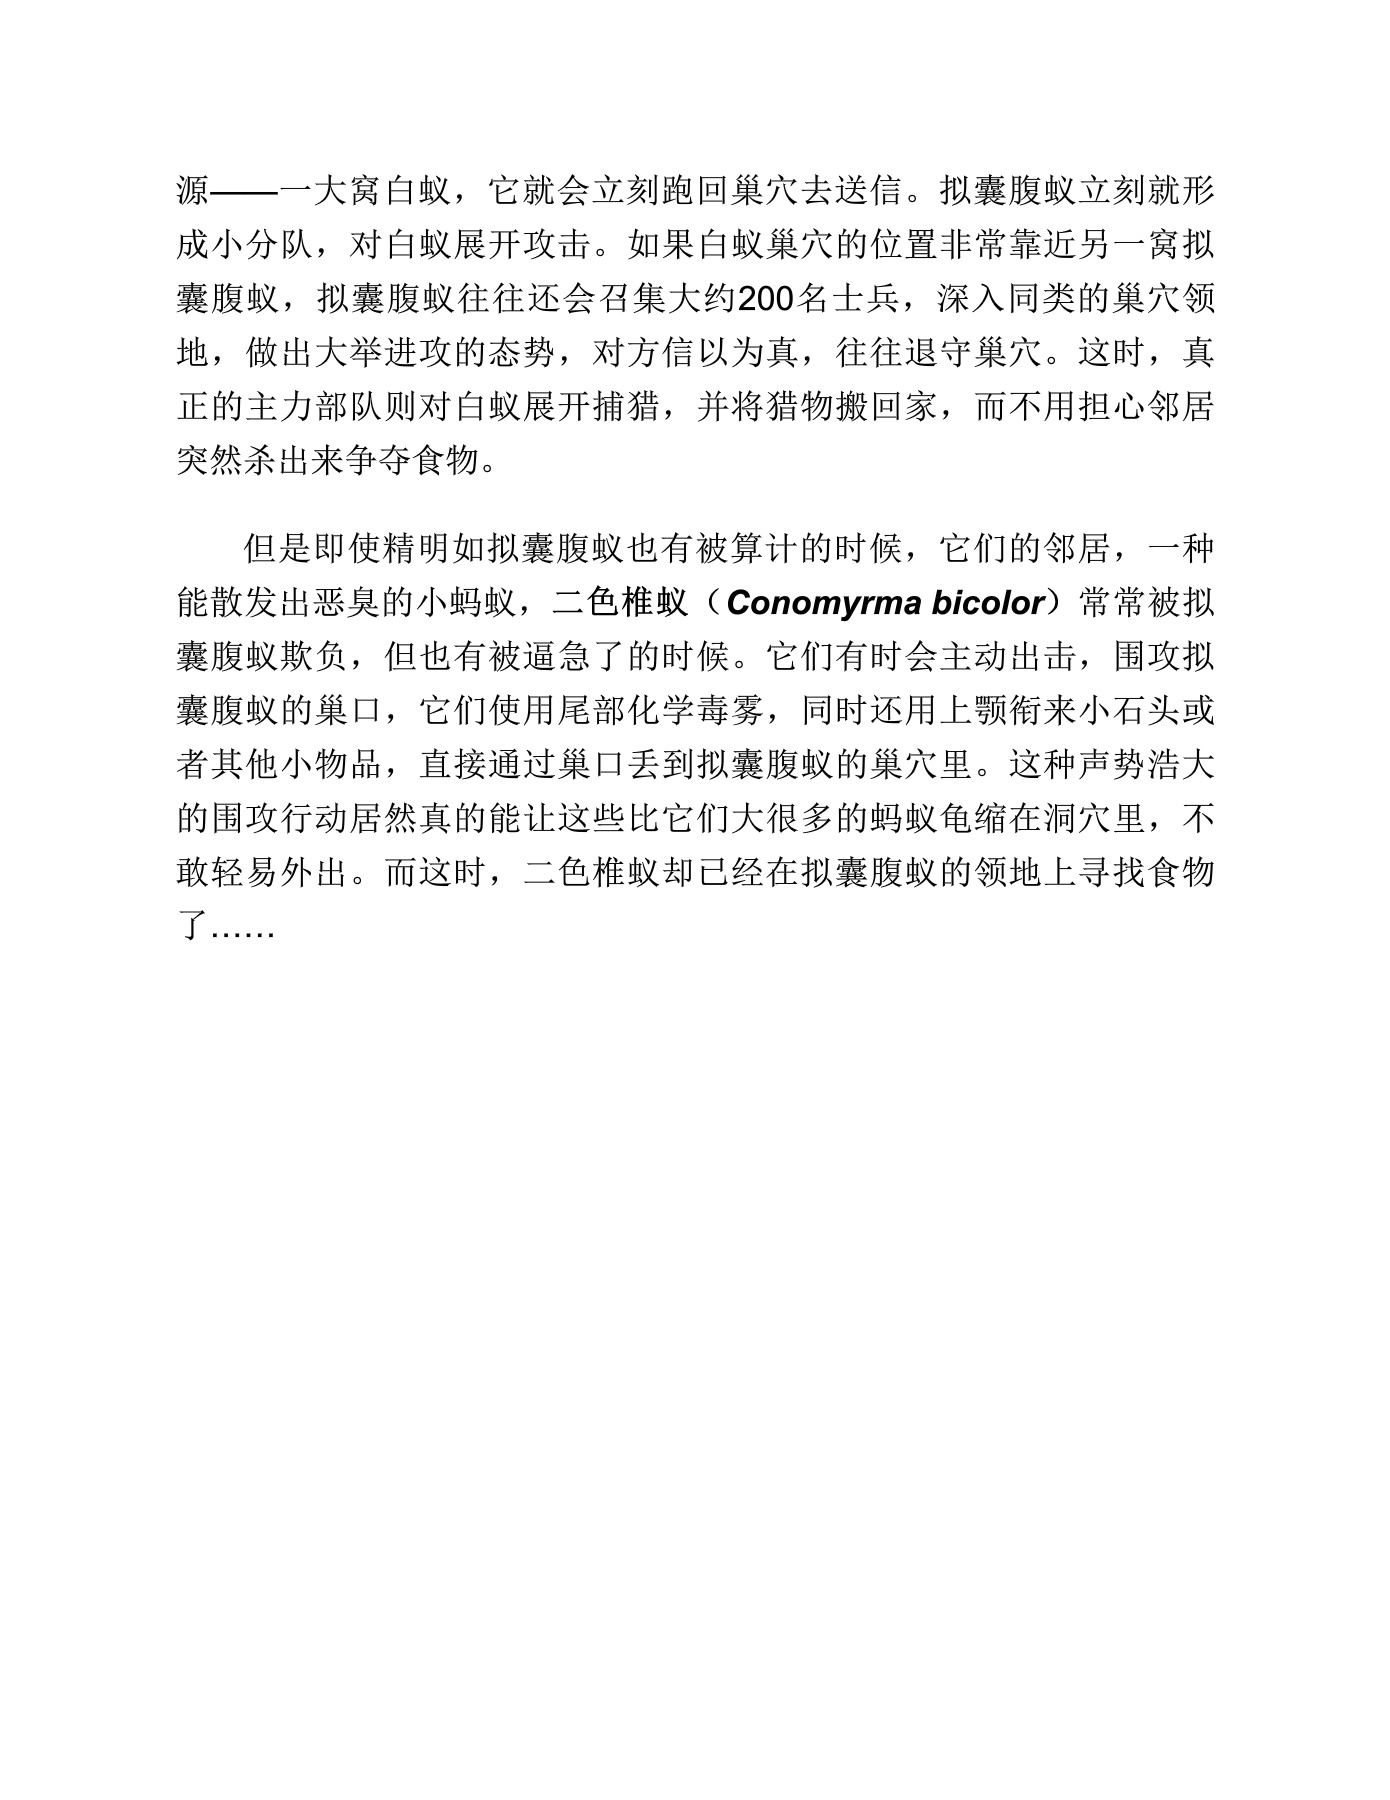 源——一大窝白蚁，它就会立刻跑回巢穴去送信。拟囊腹蚁立刻就形
成小分队，对白蚁展开攻击。如果白蚁巢穴的位置非常靠近另一窝拟
囊腹蚁，拟囊腹蚁往往还会召集大约200名士兵，深入同类的巢穴领
地，做出大举进攻的态势，对方信以为真，往往退守巢穴。这时，真
正的主力部队则对白蚁展开捕猎，并将猎物搬回家，而不用担心邻居
突然杀出来争夺食物。
但是即使精明如拟囊腹蚁也有被算计的时候，它们的邻居，一种
能散发出恶臭的小蚂蚁，二色椎蚁（Conomyrma bicolor）常常被拟
囊腹蚁欺负，但也有被逼急了的时候。它们有时会主动出击，围攻拟
囊腹蚁的巢口，它们使用尾部化学毒雾，同时还用上颚衔来小石头或
者其他小物品，直接通过巢口丢到拟囊腹蚁的巢穴里。这种声势浩大
的围攻行动居然真的能让这些比它们大很多的蚂蚁龟缩在洞穴里，不
敢轻易外出。而这时，二色椎蚁却已经在拟囊腹蚁的领地上寻找食物
了……